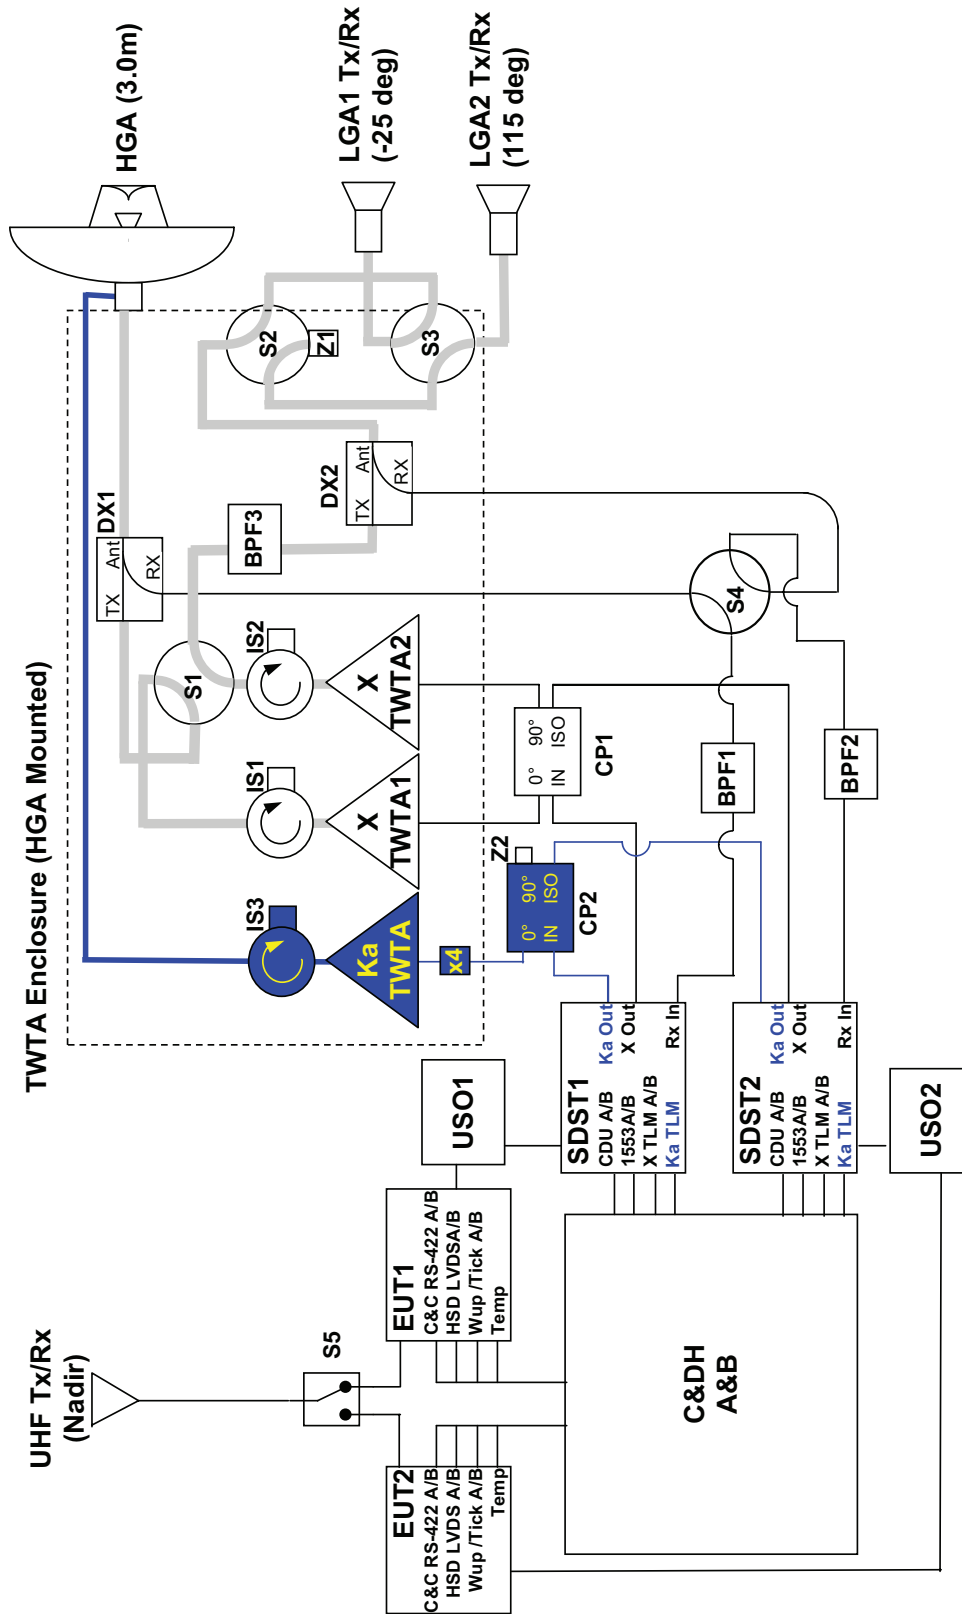 TWTA Enclosure (HGA Mounted)
HGA (3.0m)
LGA1 Tx/Rx
(-25 deg)
LGA2 Tx/Rx
(115 deg)
UHF Tx/Rx
(Nadir)
S5
EUT2
C&C RS-422 A/B
HSD LVDS A/B
Wup /Tick A/B
Temp
EUT1
C&C RS-422 A/B
HSD LVDSA/B
Wup /Tick A/B
Temp
USO1
C&DH
A&B
SDST1
CDU A/B
1553A/B
X TLM A/B
Ka TLM
Ka Out
X Out
Rx In
SDST2
CDU A/B
1553A/B
X TLM A/B
Ka TLM
Ka Out
X Out
Rx In
USO2
IS3
Ka
TWTA
x4
Z2
0° 90°
IN ISO
CP2
IS1
X
TWTA1
IS2
X
TWTA2
0° 90°
IN ISO
CP1
S1
DX1
TX Ant
RX
BPF3
DX2
TX Ant
RX
S2
Z1
S3
S4
BPF1
BPF2